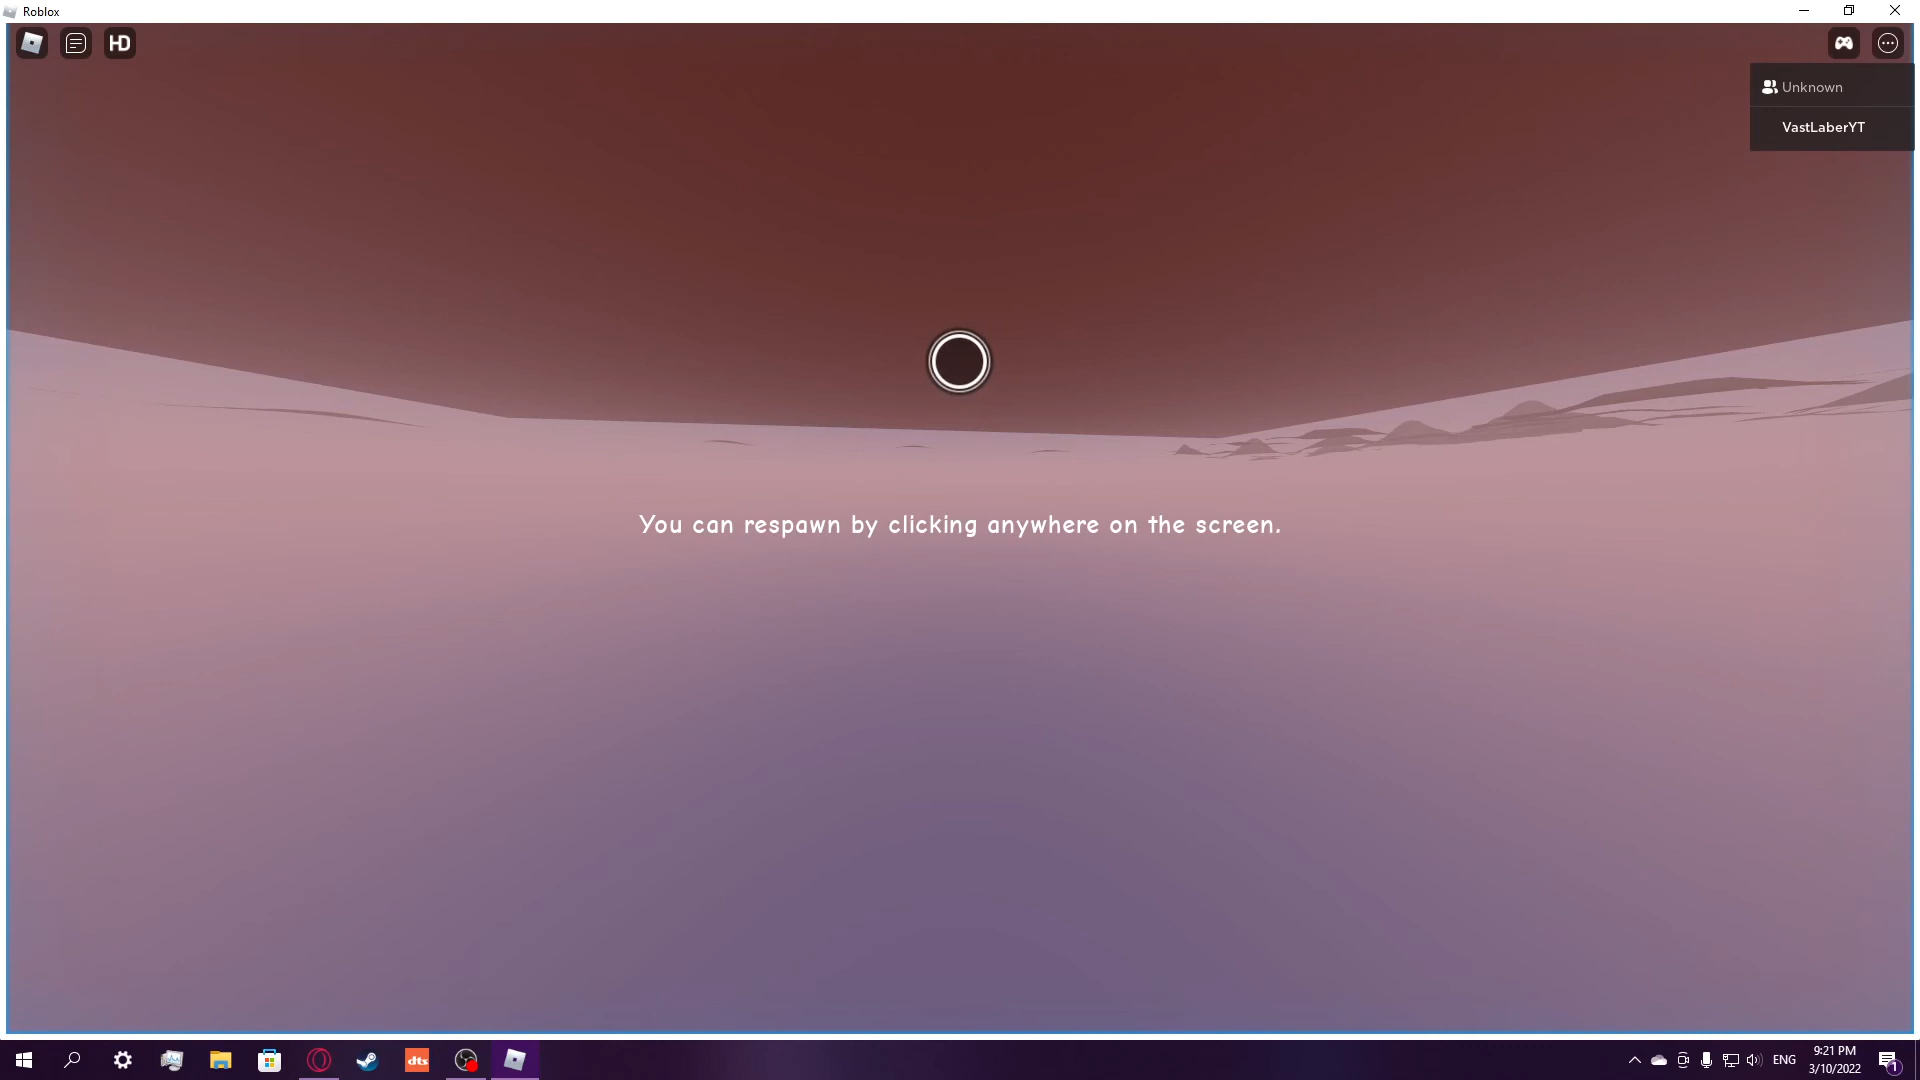 Roblox
HD
Unknown
VastLaberYT
You can respawn by clicking anywhere on the screen.
dts
ENG
9:21 PM
3/10/2022
1